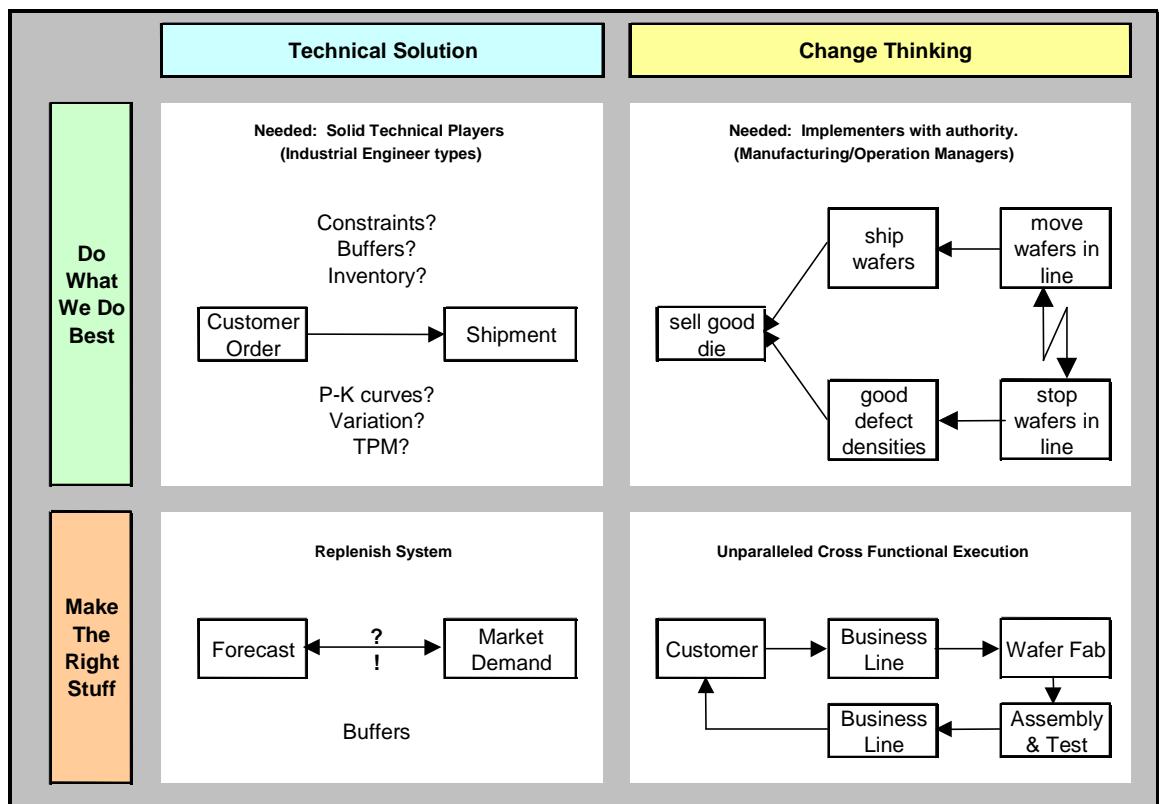 Technical Solution
Change Thinking
Do
What
We Do
Best
Needed: Solid Technical Players
(Industrial Engineer types)
Constraints?
Buffers?
Inventory?
Customer
Order
Shipment
P-K curves?
Variation?
TPM?
Needed: Implementers with authority.
(Manufacturing/Operation Managers)
ship
wafers
move
wafers in
line
sell good
die
good
defect
densities
stop
wafers in
line
Make
The
Right
Stuff
Replenish System
Forecast
?
!
Market
Demand
Buffers
Unparalleled Cross Functional Execution
Customer
Business
Line
Wafer Fab
Business
Line
Assembly
& Test